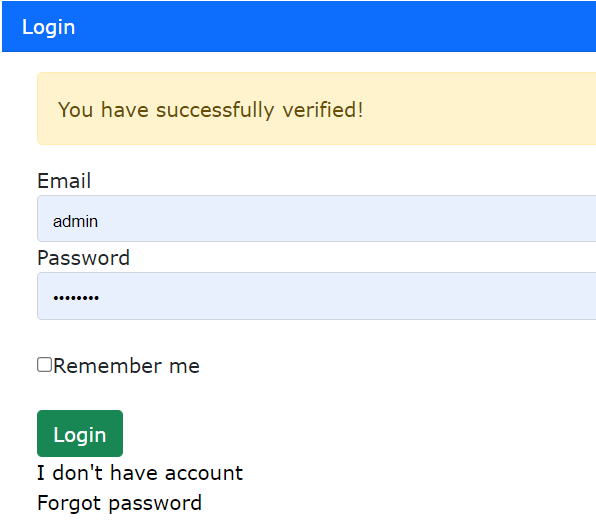 Login
You have successfully verified!
Email
admin
Password
••••••••
Remember me
Login
I don't have account
Forgot password